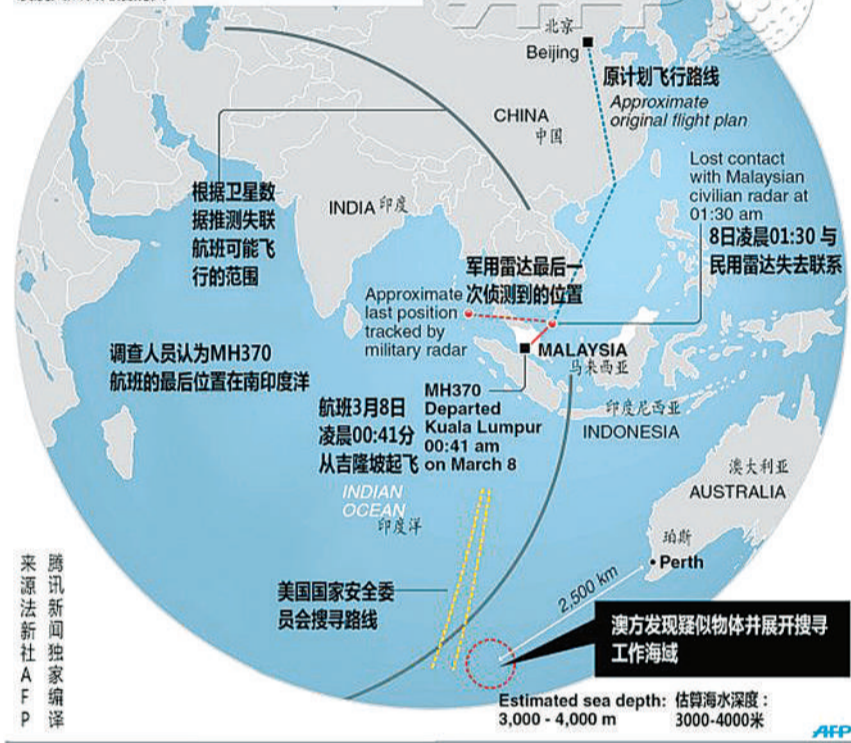 AFP
北京
Beijing
原计划飞行路线
Approximate
original flight plan
CHINA
中国
Lost contact
with Malaysian
civilian radar at
01:30 am
8日凌晨01:30 与
民用雷达失去联系
根据卫星数
据推测失联
航班可能飞
行的范围
INDIA 印度
军用雷达最后一
次侦测到的位置
Approximate
last position
tracked by
military radar
MALAYSIA
马来西亚
调查人员认为MH370
航班的最后位置在南印度洋
航班3月8日
凌晨00:41分
从吉隆坡起飞
MH370
Departed
Kuala Lumpur
00:41 am
on March 8
印度尼西亚
INDONESIA
澳大利亚
AUSTRALIA
INDIAN
OCEAN
印度洋
珀斯
Perth
2,500 km
美国国家安全委
员会搜寻路线
澳方发现疑似物体并展开搜寻
工作海域
Estimated sea depth:
3,000 - 4,000 m
估算海水深度：
3000-4000米
腾讯新闻独家编译
来源法新社AFP
AFP